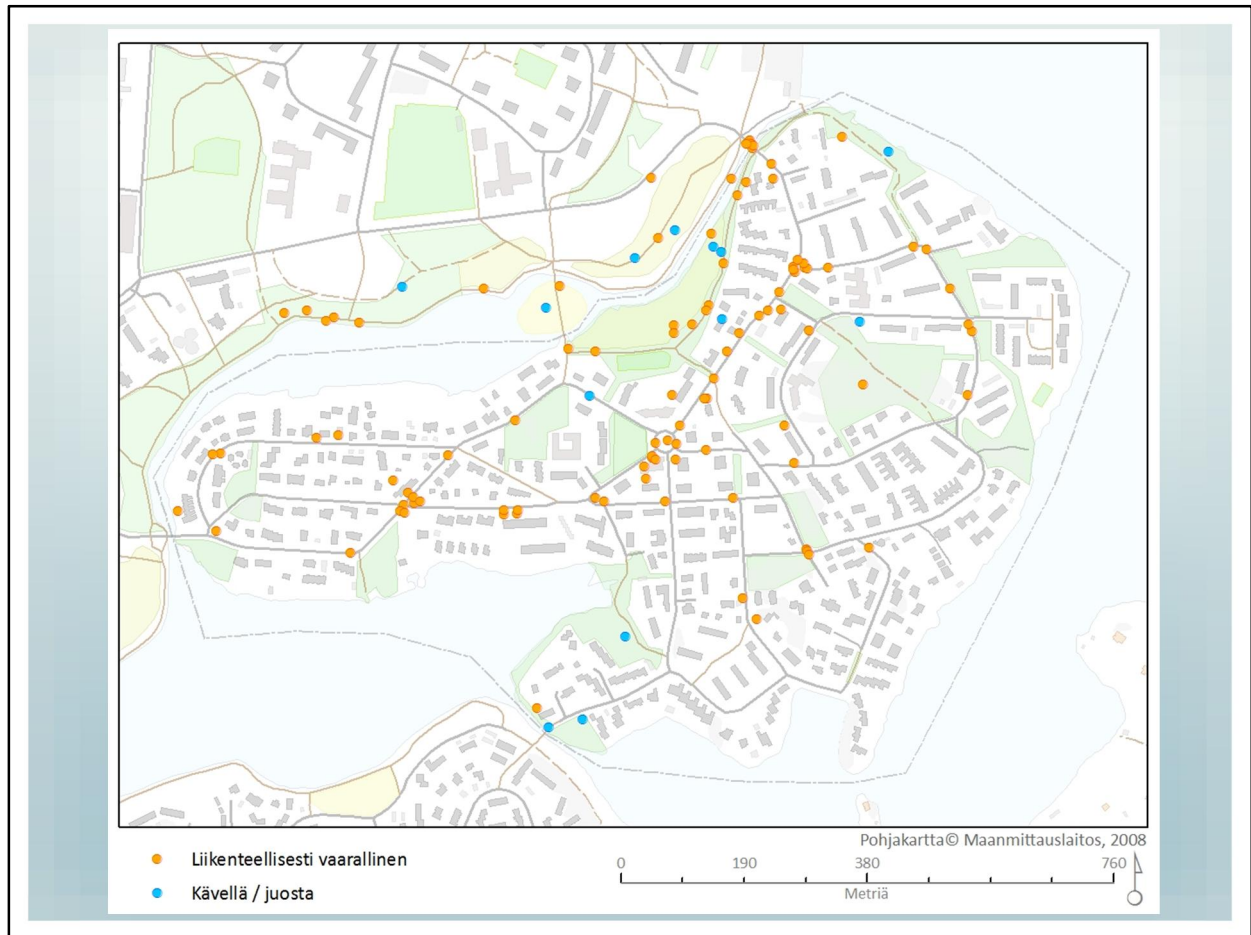 Pohjakartta© Maanmittauslaitos, 2008
Liikenteellisesti vaarallinen
Kävellä / juosta
0 190 380 760
Metriä